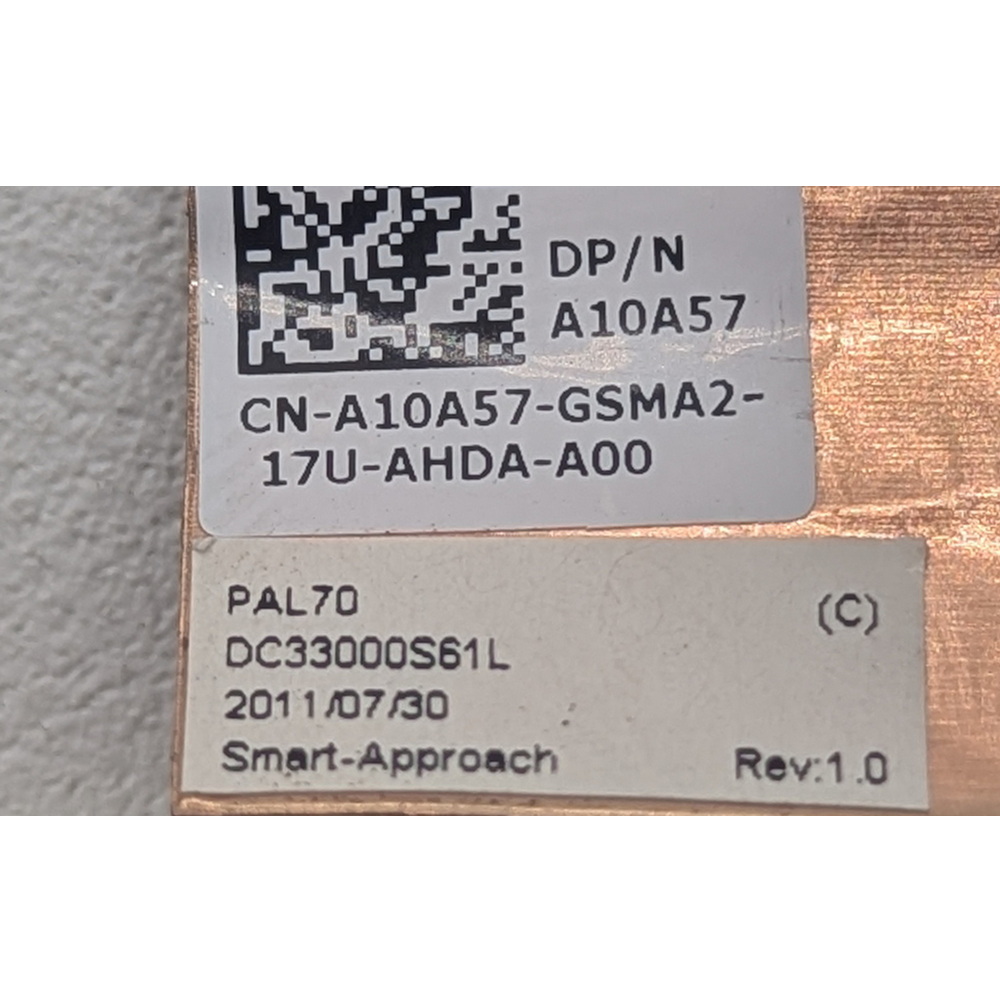 DP/N
A10A57
CN-A10A57-GSMA2-
17U-AHDA-A00
PAL70
(C)
DC33000S61L
2011/07/30
Smart-Approach
Rev:1.0